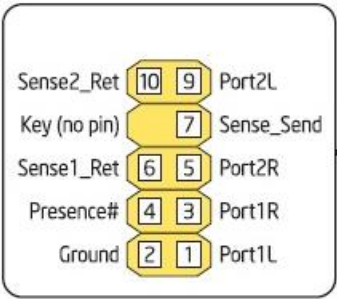 Sense2_Ret 10 9 Port2L
Key (no pin) 7 Sense_Send
Sense1_Ret 6 5 Port2R
Presence# 4 3 Port1R
Ground 2 1 Port1L